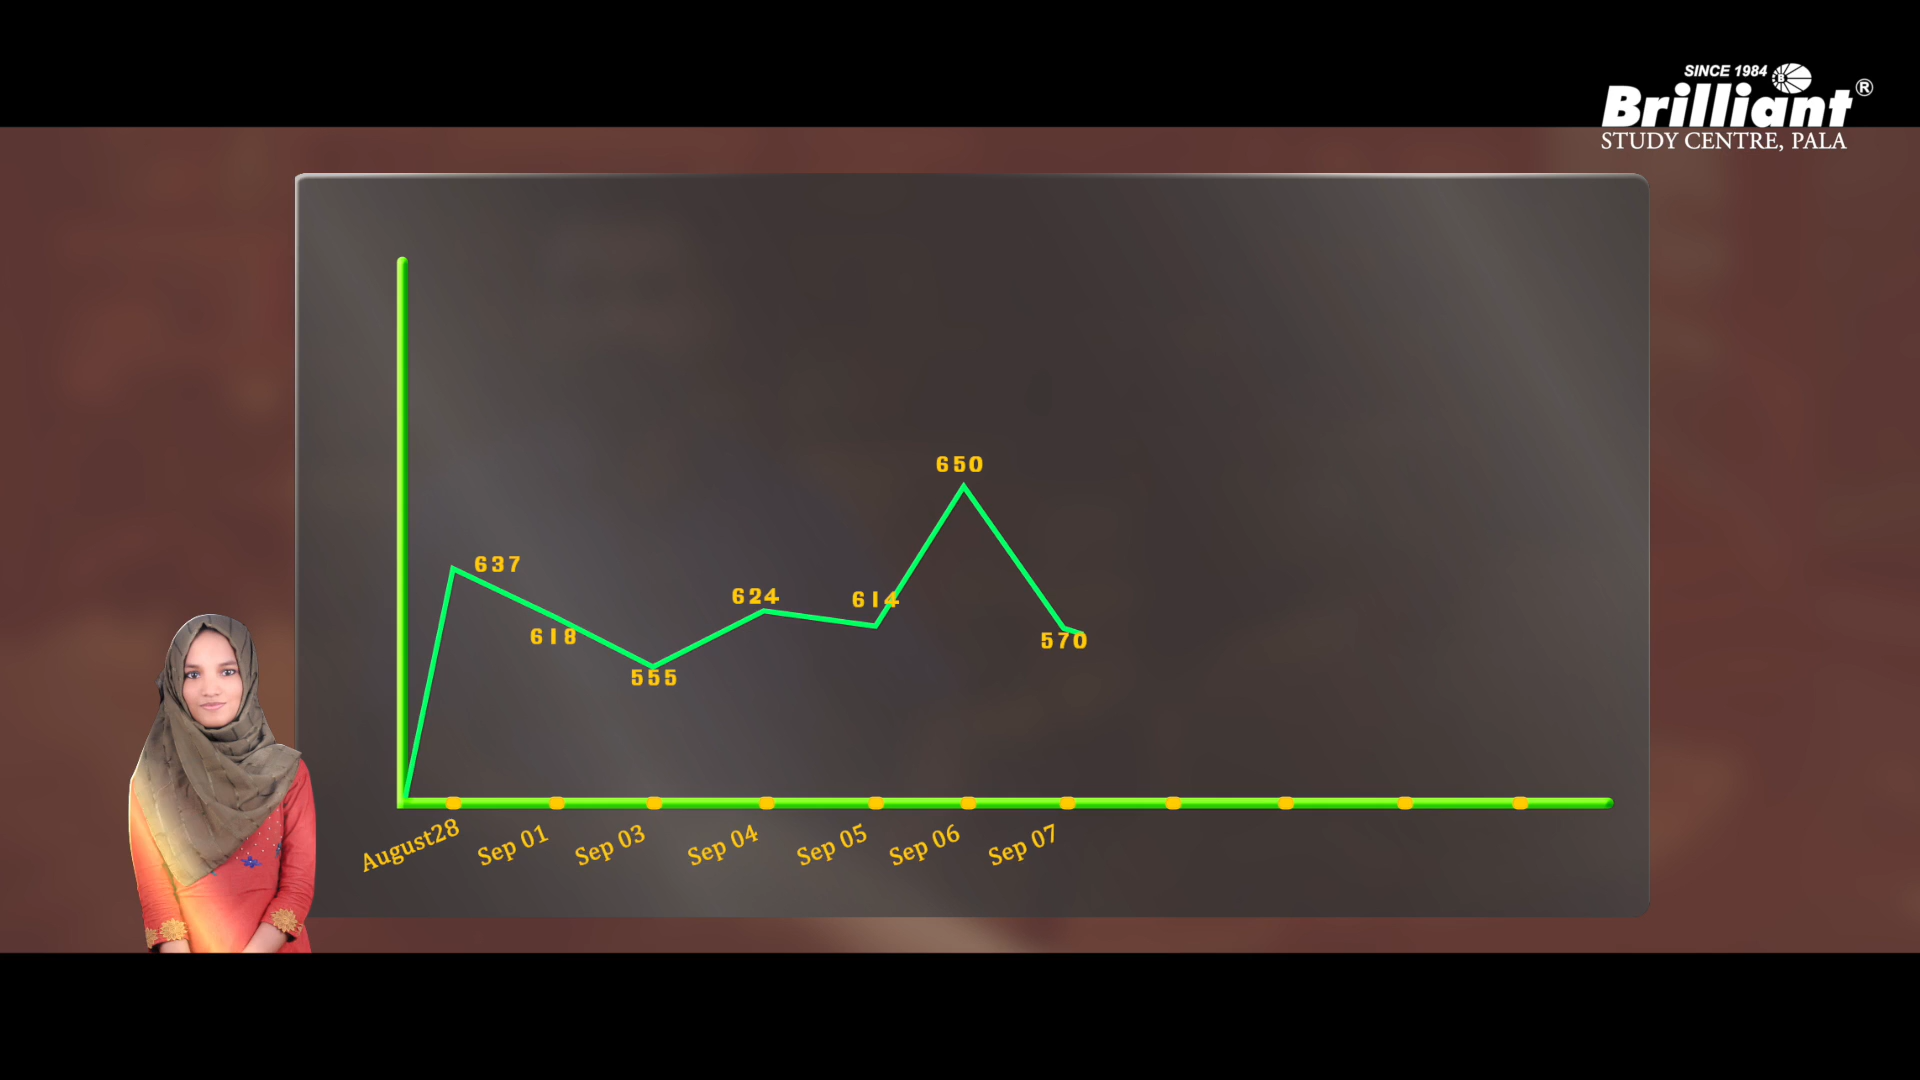 SINCE 1984
Brilliant®
STUDY CENTRE, PALA
650
637
624
614
618
570
555
August28
Sep 01
Sep 03
Sep 04
Sep 05
Sep 06
Sep 07